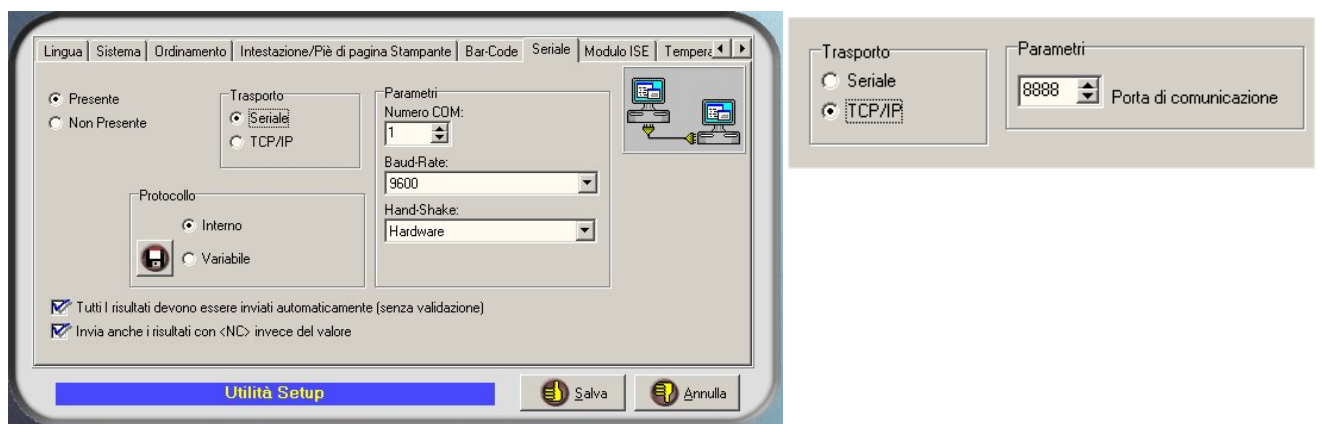 Lingua
Sistema
Ordinamento
Intestazione/Piè di pagina Stampante
Bar-Code
Seriale
Modulo ISE
Tempera
Presente
Non Presente
Trasporto
Seriale
TCP/IP
Parametri
Numero COM:
1
Baud-Rate:
9600
Hand-Shake:
Hardware
Protocollo
Interno
Variabile
Tutti I risultati devono essere inviati automaticamente (senza validazione)
Invia anche i risultati con <NC> invece del valore
Utilità Setup
Salva
Annulla
Trasporto
Seriale
TCP/IP
Parametri
8888 Porta di comunicazione